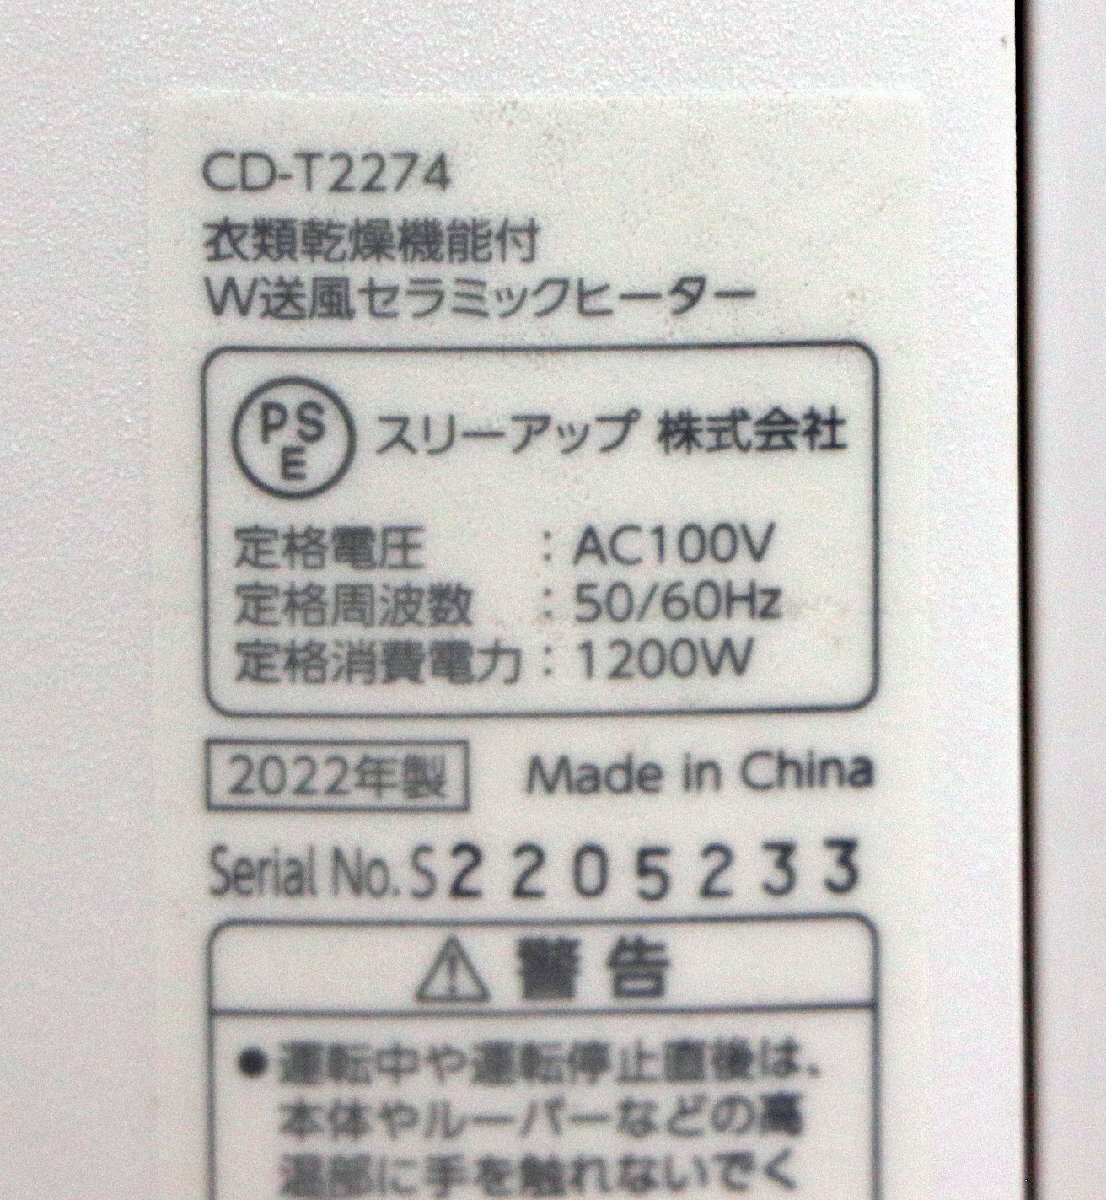 CD-T2274
衣類乾燥機能付
W送風セラミックヒーター
PS
E
スリーアップ 株式会社
定格電圧 : AC100V
定格周波数 : 50/60Hz
定格消費電力 : 1200W
2022年製 Made in China
Serial No. S2205233
警告
●運転中や運転停止直後は、
本体やルーバーなどの高
温部に手を触れないでく